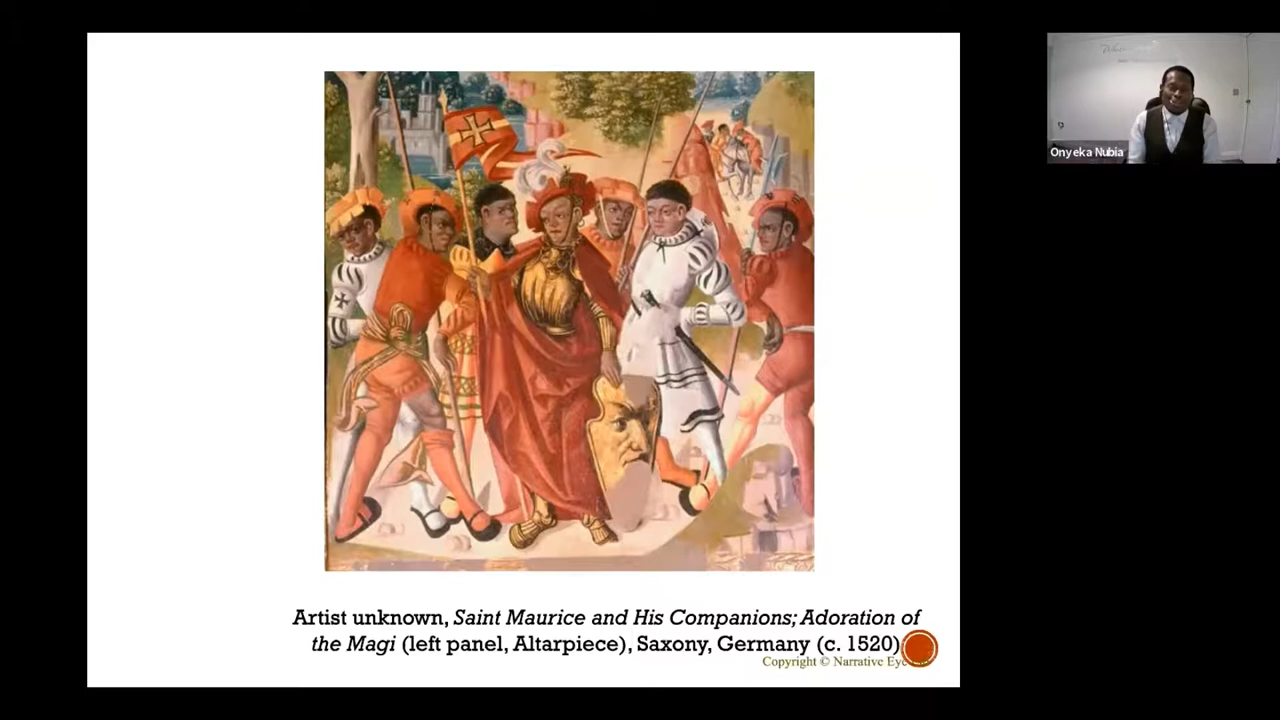 Onyeka Nubia
Artist unknown, Saint Maurice and His Companions; Adoration of
the Magi (left panel, Altarpiece), Saxony, Germany (c. 1520)
Copyright © Narrative Eye